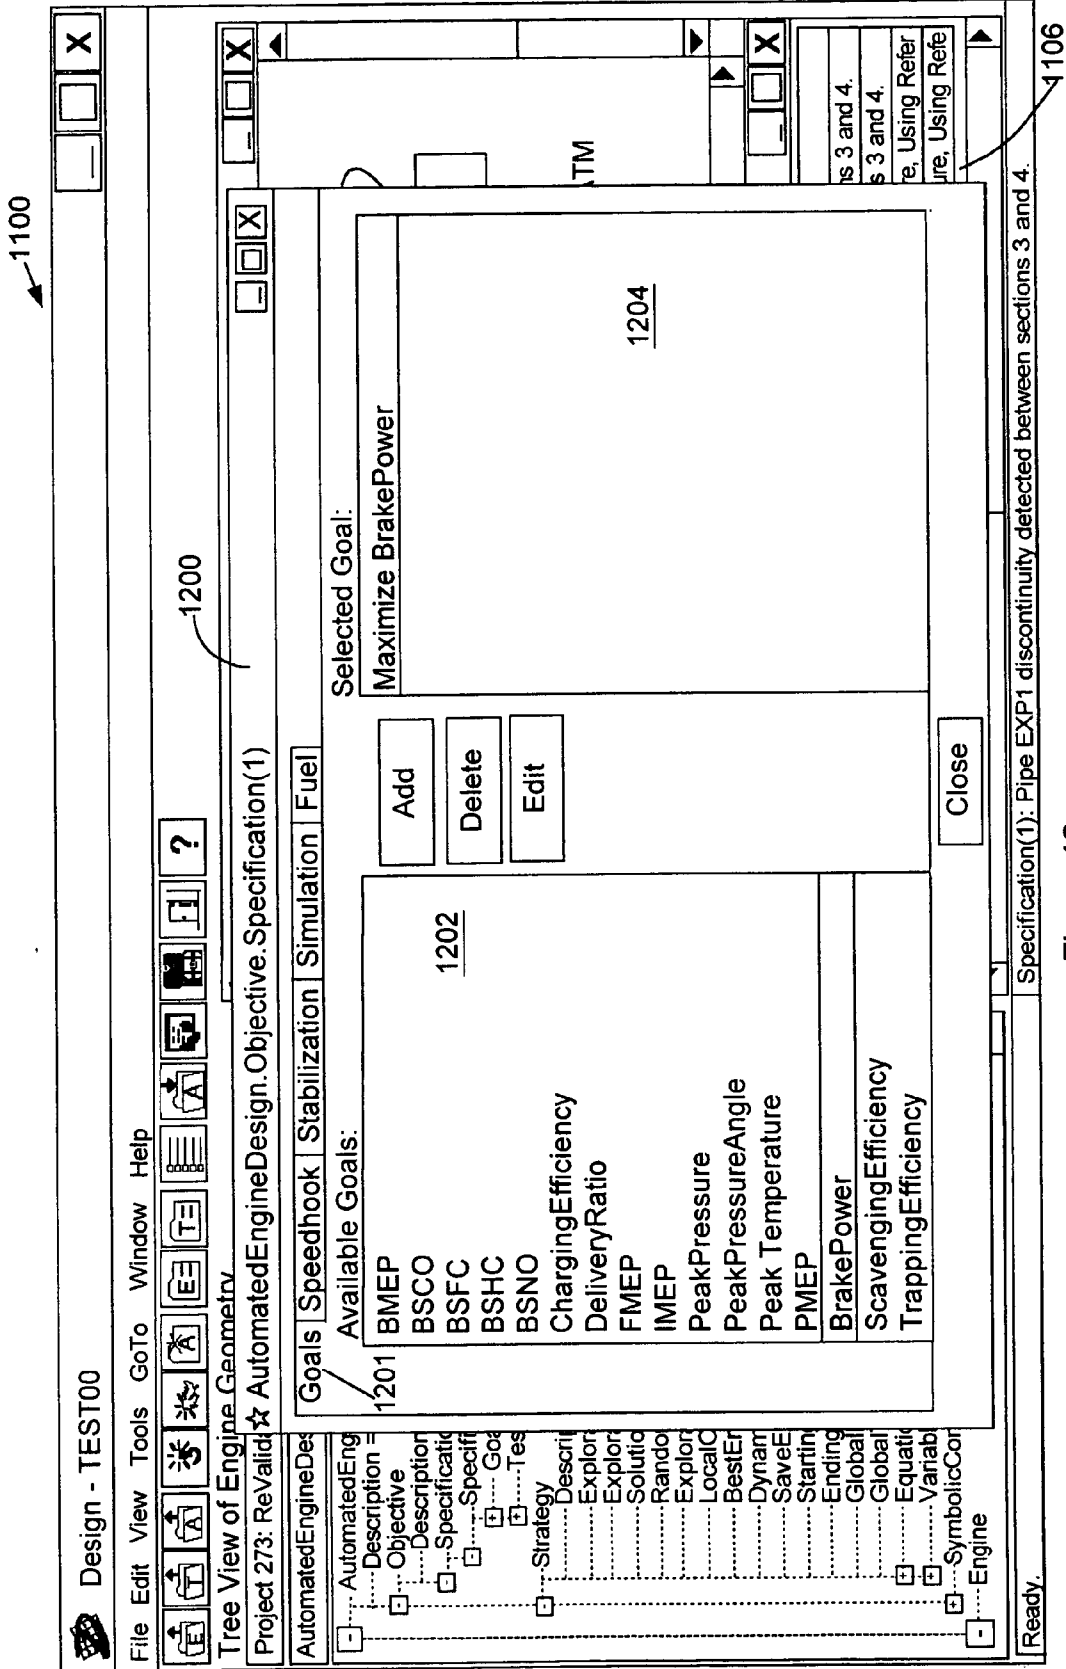 1100
Design - TEST00
File Edit View Tools GoTo Window Help
E T A A E T A ?
Tree View of Engine Geometry
Project 273: ReValida
AutomatedEngineDes
AutomatedEng
Description =
Objective
Description
Specificatio
Specifi
Goa
Tes
Strategy
Descri
Explor
Explor
Solutio
Rando
Explor
LocalO
BestEr
Dynam
SaveE
Starting
Ending
Global
Global
Equatio
Variabl
SymbolicCor
Engine
1200
AutomatedEngineDesign.Objective.Specification(1)
Goals Speedhook Stabilization Simulation Fuel
1201
Available Goals:
BMEP
BSCO
BSFC
BSHC
BSNO
ChargingEfficiency
DeliveryRatio
FMEP
IMEP
PeakPressure
PeakPressureAngle
Peak Temperature
PMEP
BrakePower
ScavengingEfficiency
TrappingEfficiency
1202
Add
Delete
Edit
Selected Goal:
Maximize BrakePower
1204
Close
TM
ns 3 and 4.
s 3 and 4.
re, Using Refer
ure, Using Refe
1106
Ready
Specification(1): Pipe EXP1 discontinuity detected between sections 3 and 4.